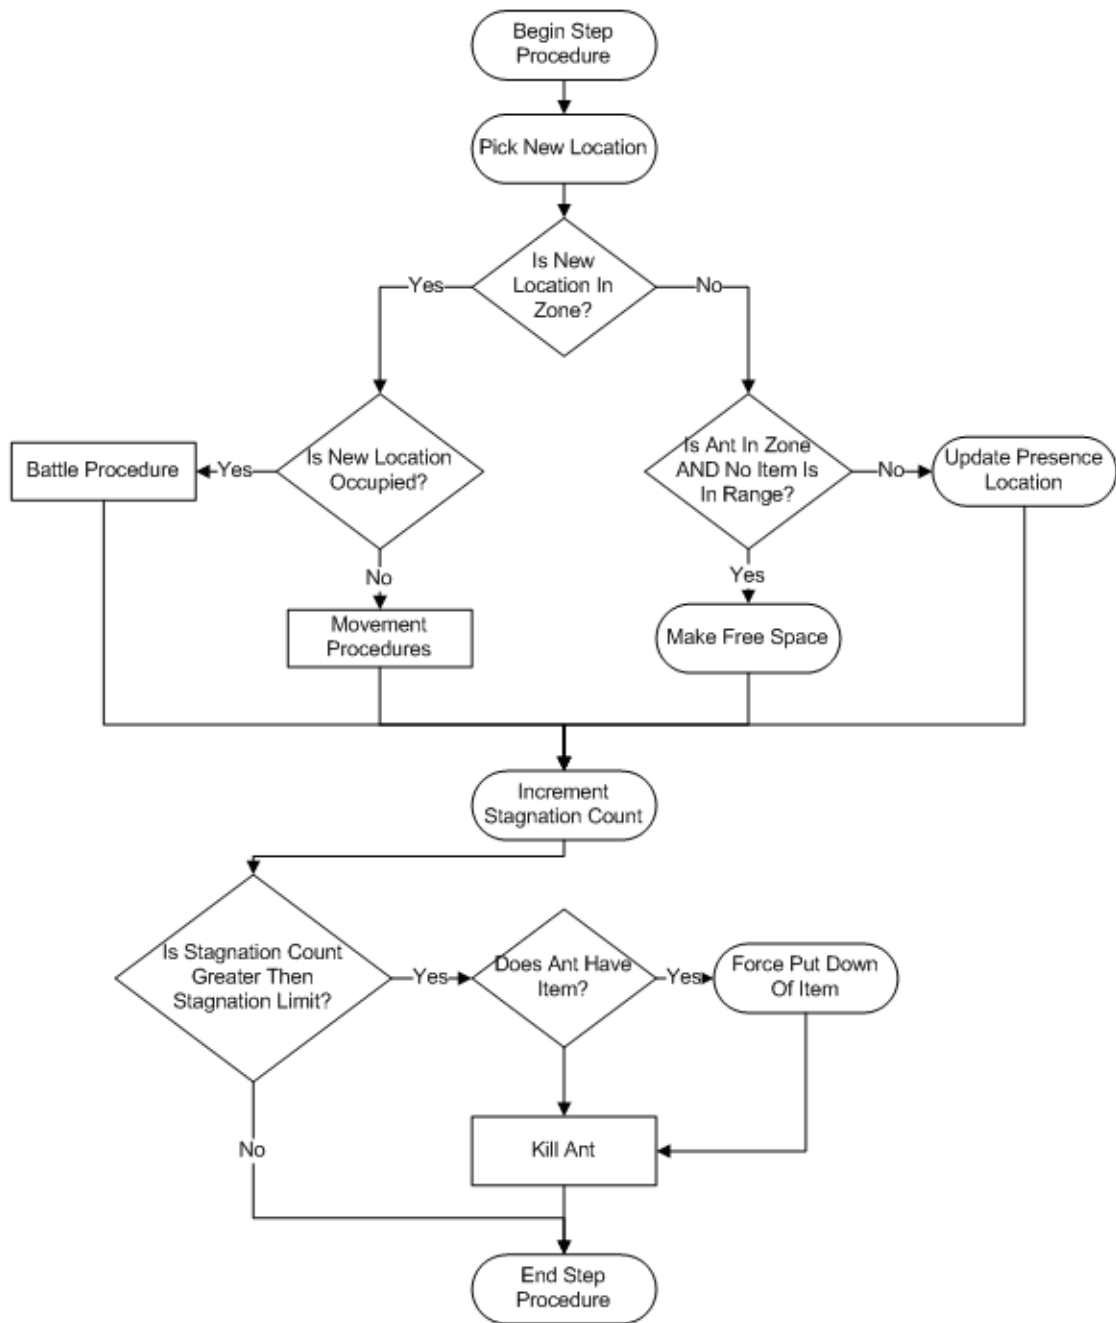 Begin Step
Procedure
Pick New Location
Is New
Location In
Zone?
Yes
No
Is New Location
Occupied?
Is Ant In Zone
AND No Item Is
In Range?
Battle Procedure
Yes
No
Update Presence
Location
No
Yes
Movement
Procedures
Make Free Space
Increment
Stagnation Count
Is Stagnation Count
Greater Then
Stagnation Limit?
Yes
Does Ant Have
Item?
Yes
Force Put Down
Of Item
No
Kill Ant
End Step
Procedure